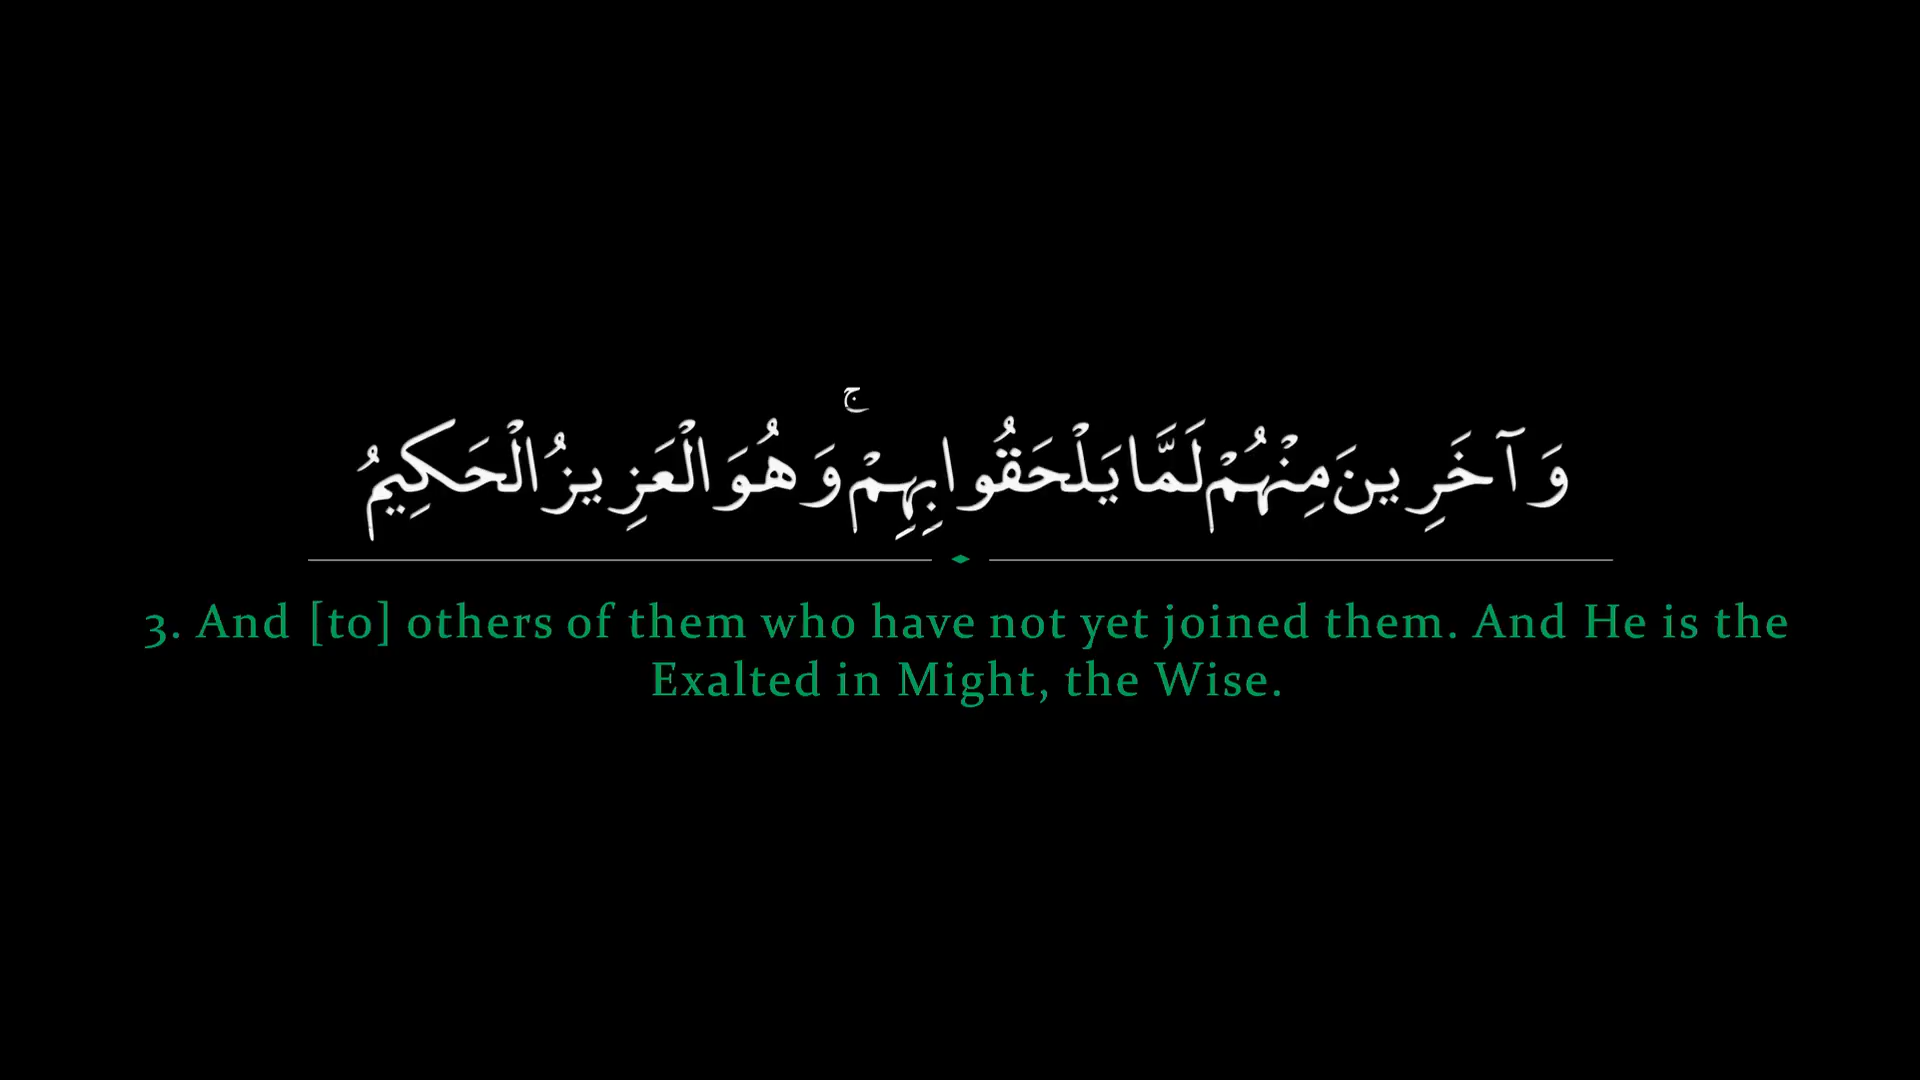 وَآخَرِينَ مِنْهُمْ لَمَّا يَلْحَقُوا بِهِمْ ۚ وَهُوَ الْعَزِيزُ الْحَكِيمُ
3. And [to] others of them who have not yet joined them. And He is the
Exalted in Might, the Wise.